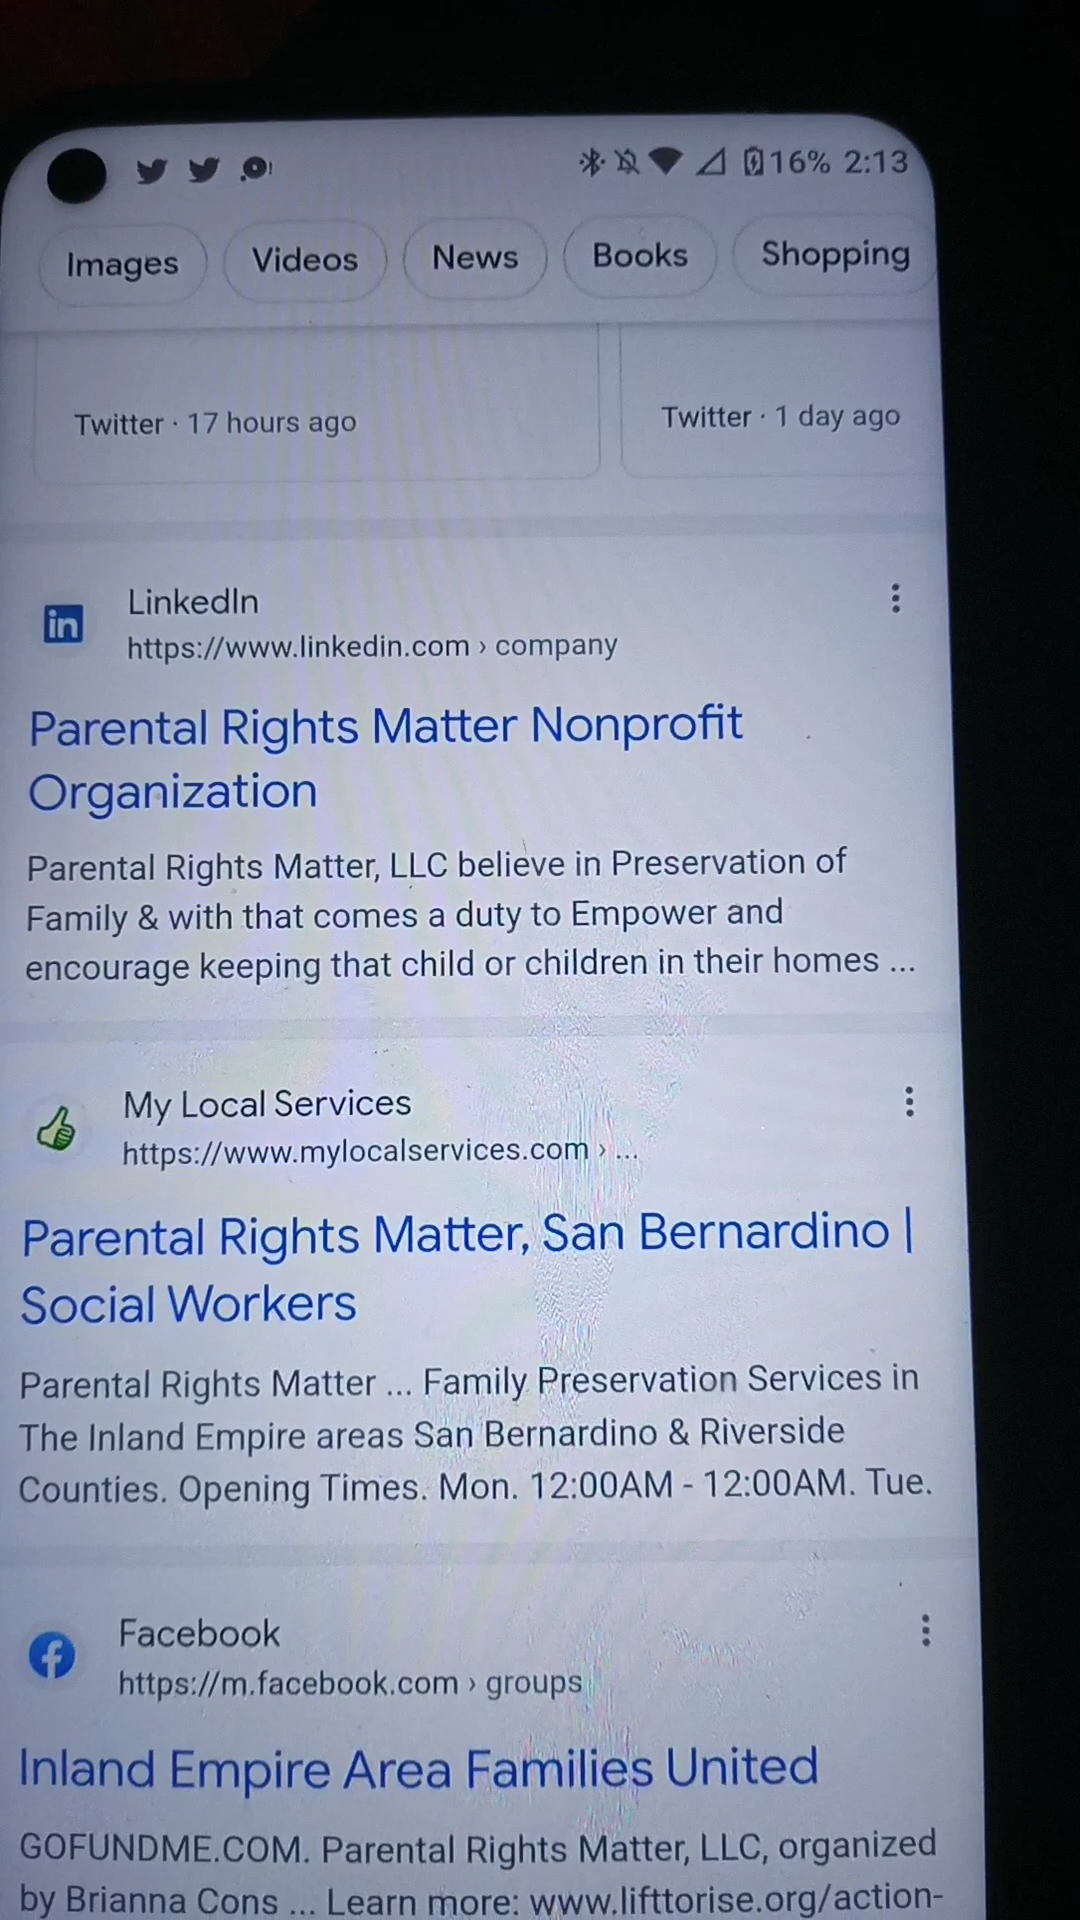 16% 2:13
Images Videos News Books Shopping
Twitter · 17 hours ago
Twitter · 1 day ago
in
LinkedIn
https://www.linkedin.com › company
Parental Rights Matter Nonprofit
Organization
Parental Rights Matter, LLC believe in Preservation of
Family & with that comes a duty to Empower and
encourage keeping that child or children in their homes ...
My Local Services
https://www.mylocalservices.com › ...
Parental Rights Matter, San Bernardino |
Social Workers
Parental Rights Matter ... Family Preservation Services in
The Inland Empire areas San Bernardino & Riverside
Counties. Opening Times. Mon. 12:00AM - 12:00AM. Tue.
f
Facebook
https://m.facebook.com › groups
Inland Empire Area Families United
GOFUNDME.COM. Parental Rights Matter, LLC, organized
by Brianna Cons ... Learn more: www.lifttorise.org/action-